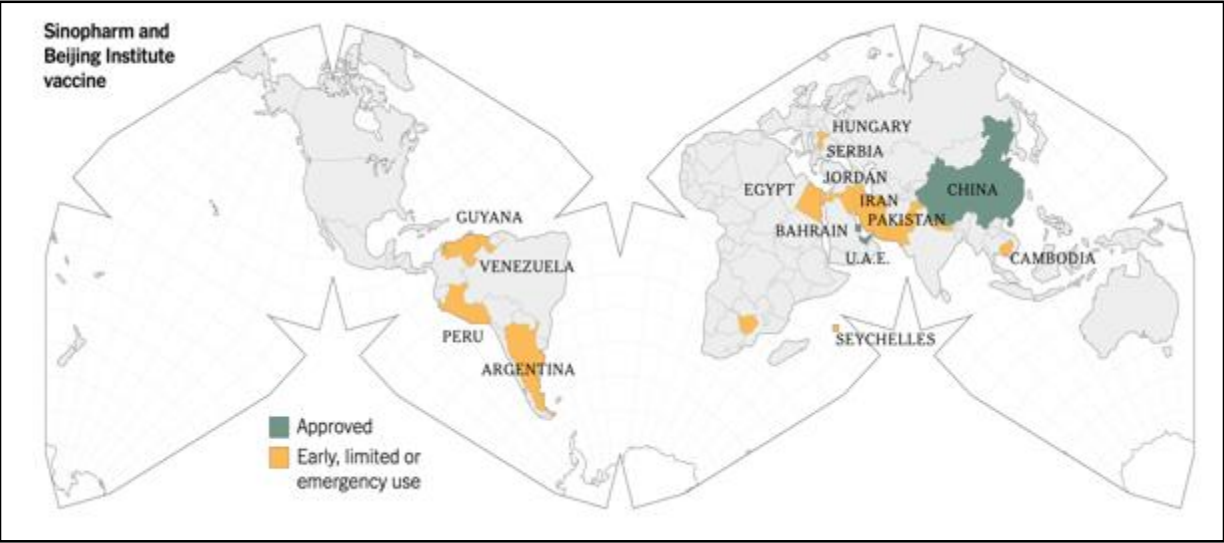 Sinopharm and
Beijing Institute
vaccine
HUNGARY
SERBIA
JORDAN
EGYPT
IRAN
CHINA
PAKISTAN
BAHRAIN
U.A.E.
CAMBODIA
GUYANA
VENEZUELA
PERU
SEYCHELLES
ARGENTINA
Approved
Early, limited or
emergency use